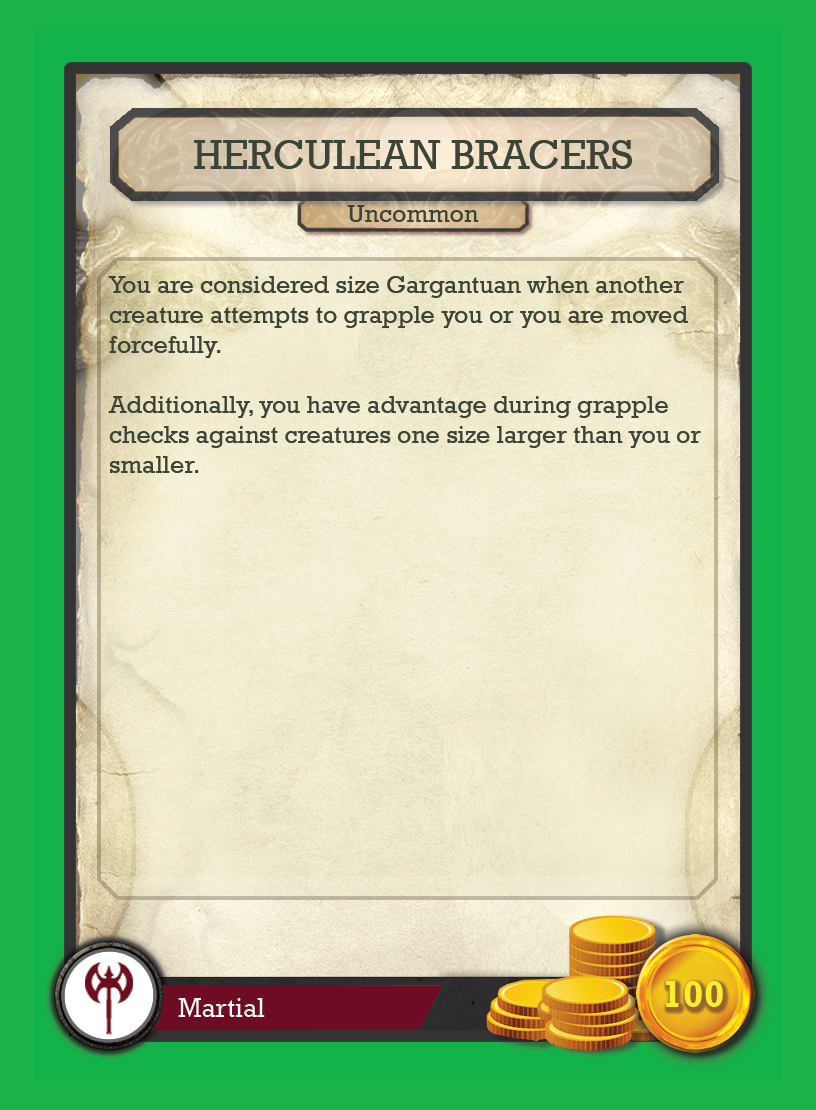 HERCULEAN BRACERS
Uncommon
You are considered size Gargantuan when another
creature attempts to grapple you or you are moved
forcefully.
Additionally, you have advantage during grapple
checks against creatures one size larger than you or
smaller.
Martial
100